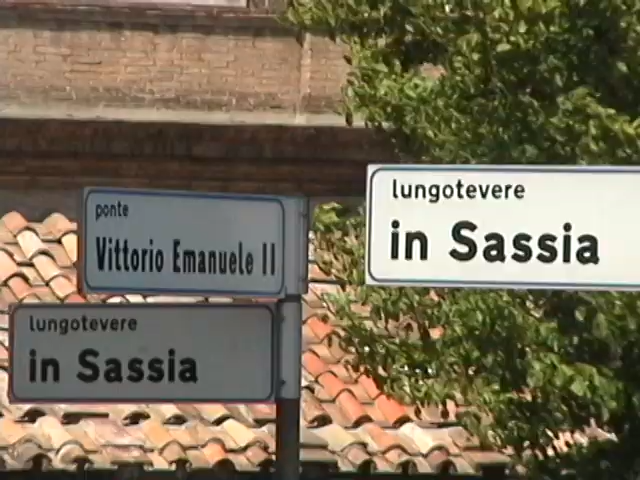 ponte
Vittorio Emanuele II
lungotevere
in Sassia
lungotevere
in Sassia